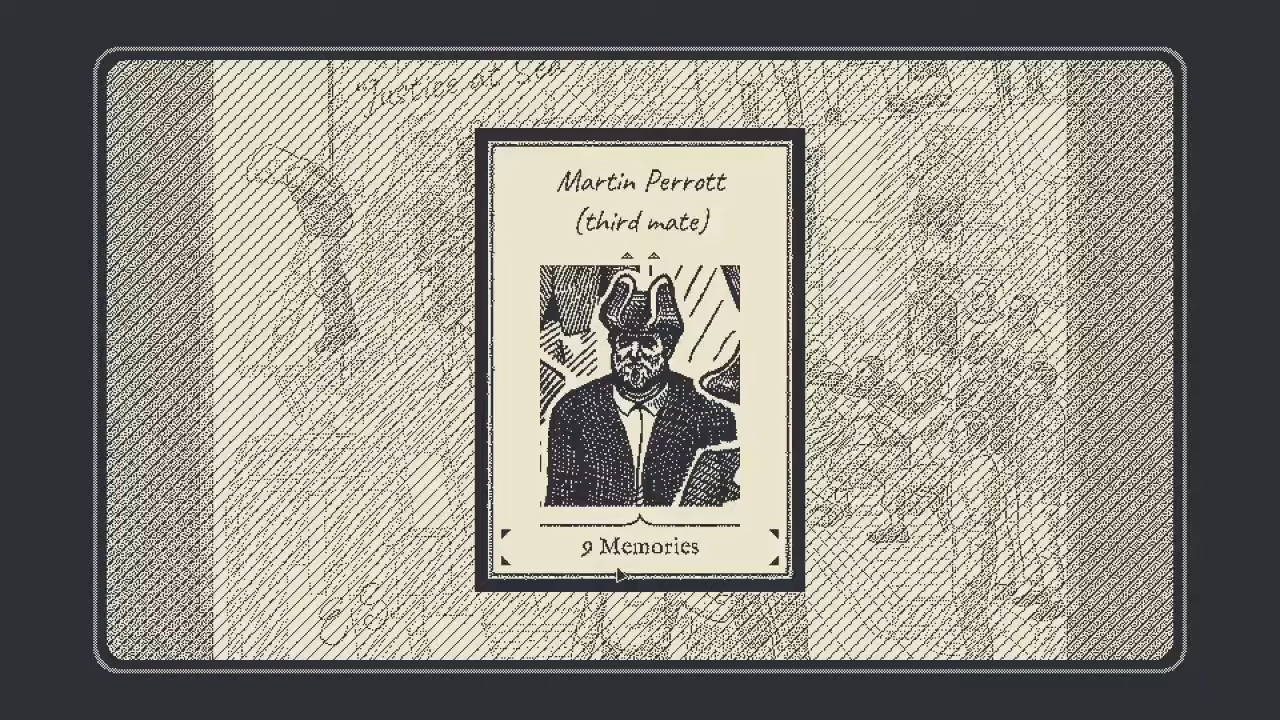 "Justice at Sea"
Martin Perrott
(third mate)
9 Memories